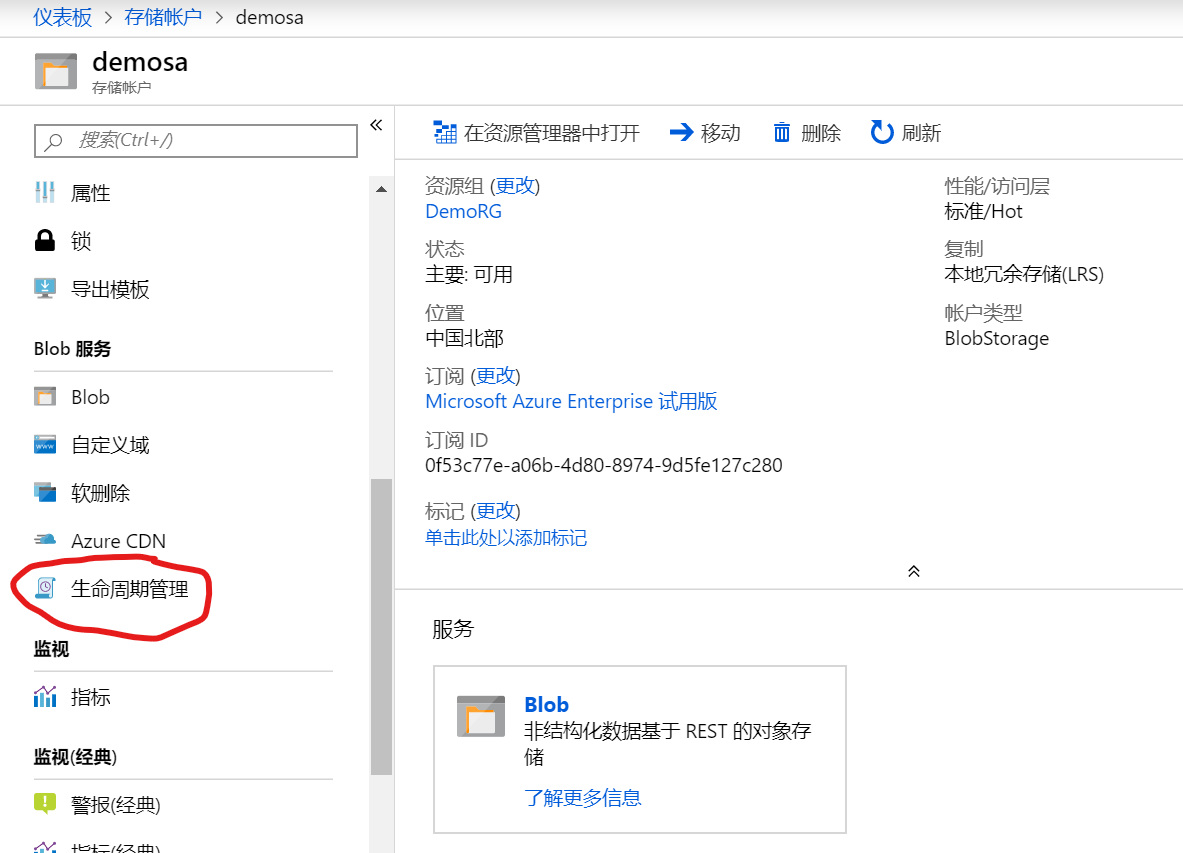 仪表板 > 存储帐户 > demosa
demosa
存储帐户
搜索(Ctrl+/)
«
属性
锁
导出模板
Blob 服务
Blob
自定义域
软删除
Azure CDN
生命周期管理
监视
指标
监视(经典)
警报(经典)
指标(经典)
在资源管理器中打开 移动 删除 刷新
资源组 (更改)
DemoRG
状态
主要: 可用
位置
中国北部
订阅 (更改)
Microsoft Azure Enterprise 试用版
订阅 ID
0f53c77e-a06b-4d80-8974-9d5fe127c280
标记 (更改)
单击此处以添加标记
性能/访问层
标准/Hot
复制
本地冗余存储(LRS)
帐户类型
BlobStorage
服务
Blob
非结构化数据基于 REST 的对象存
储
了解更多信息